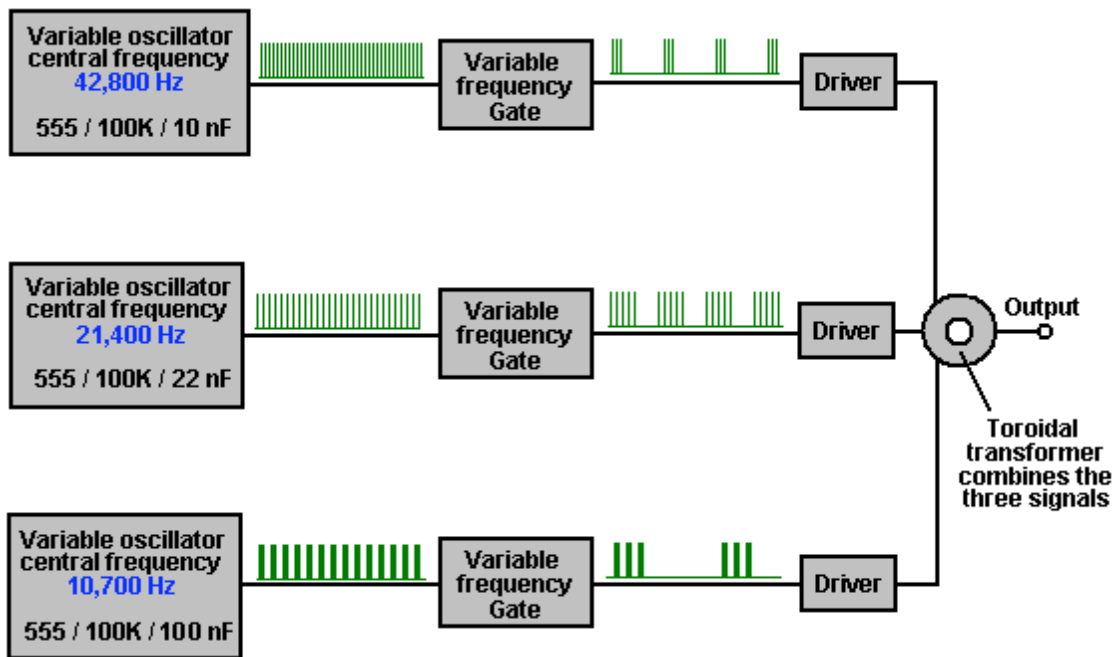 Variable oscillator
central frequency
42,800 Hz
555 / 100K / 10 nF
Variable
frequency
Gate
Driver
Variable oscillator
central frequency
21,400 Hz
555 / 100K / 22 nF
Variable
frequency
Gate
Driver
Output
Toroidal
transformer
combines the
three signals
Variable oscillator
central frequency
10,700 Hz
555 / 100K / 100 nF
Variable
frequency
Gate
Driver